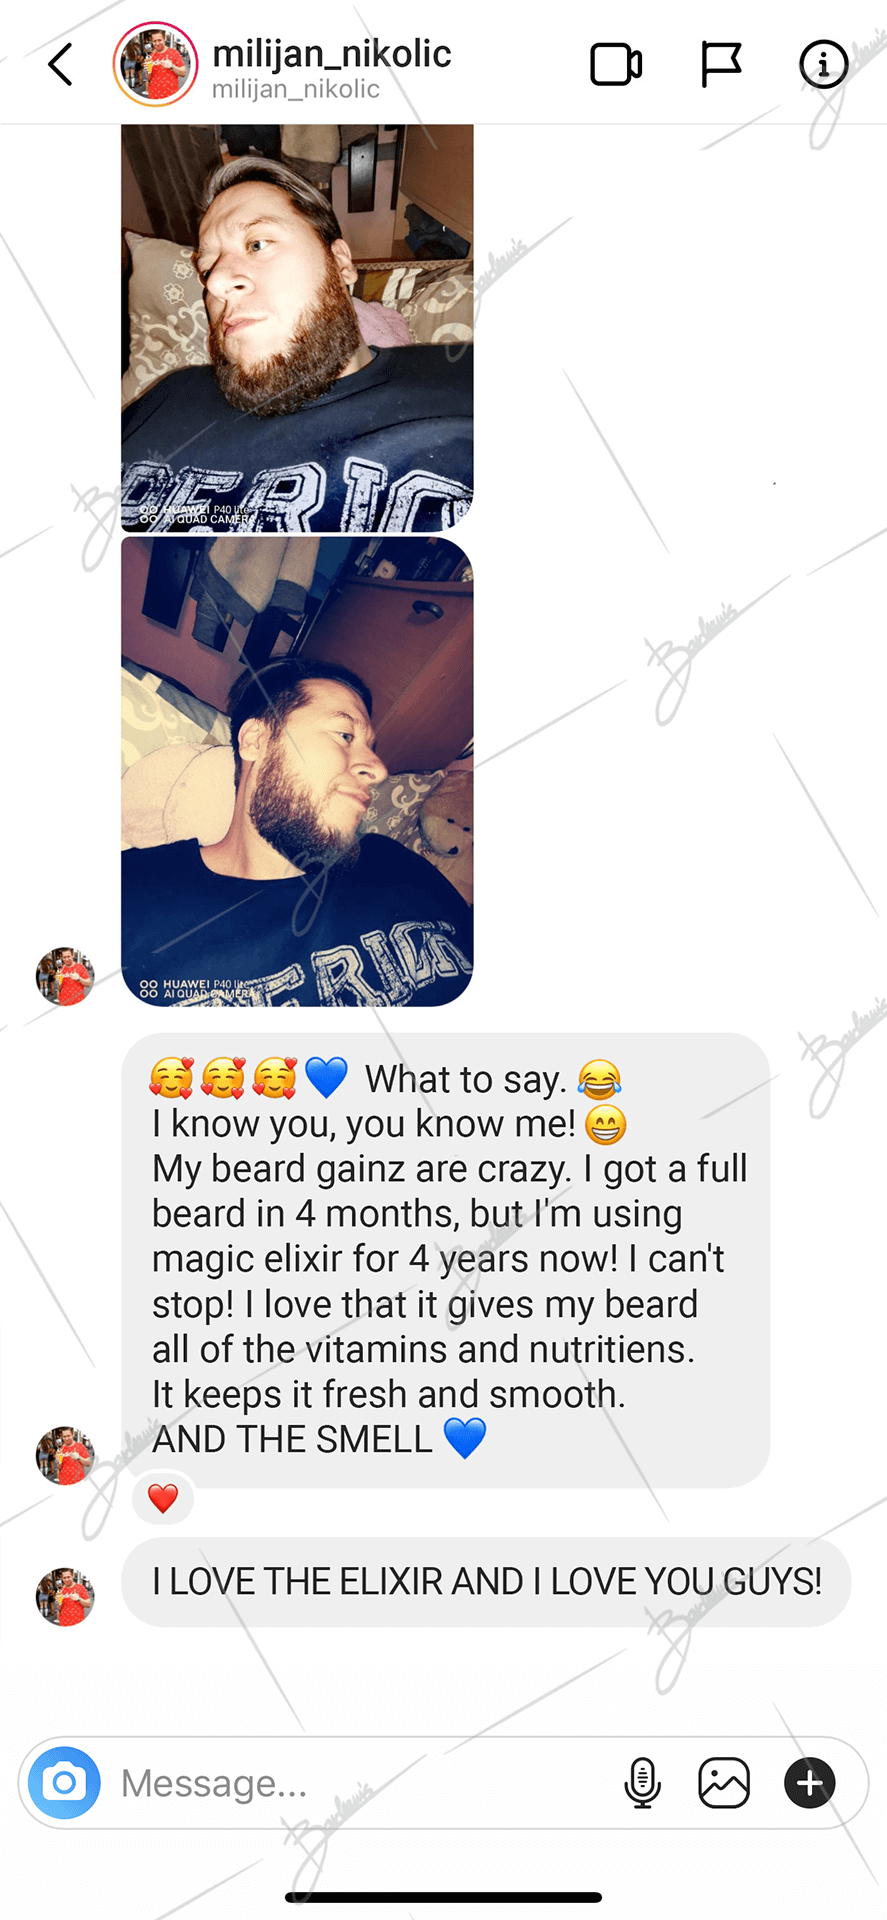 milijan_nikolic
milijan_nikolic
HUAWEI P40 lite
AI QUAD CAMERA
HUAWEI P40 lite
AI QUAD CAMERA
🥰🥰🥰💙 What to say. 😂
I know you, you know me! 😁
My beard gainz are crazy. I got a full
beard in 4 months, but I'm using
magic elixir for 4 years now! I can't
stop! I love that it gives my beard
all of the vitamins and nutritiens.
It keeps it fresh and smooth.
AND THE SMELL 💙
❤️
I LOVE THE ELIXIR AND I LOVE YOU GUYS!
Message...